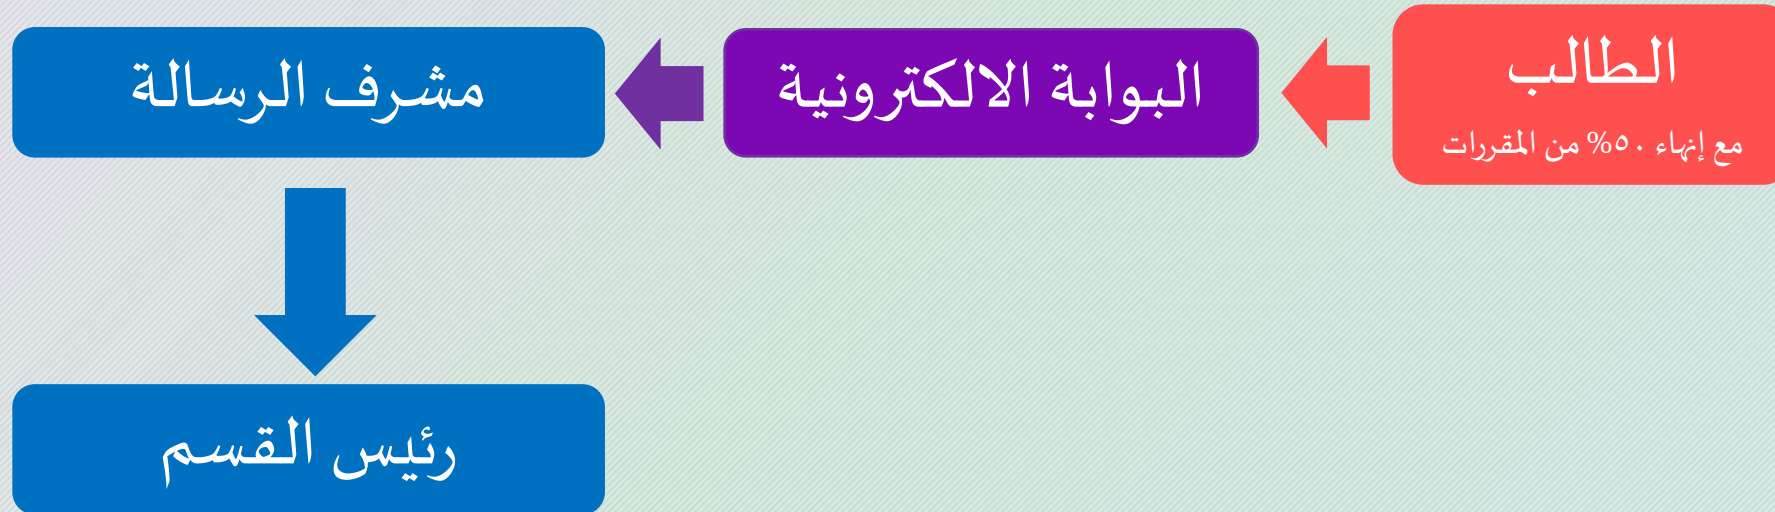 الطالب
مع إنهاء ٥٠% من المقررات
البوابة الالكترونية
مشرف الرسالة
رئيس القسم